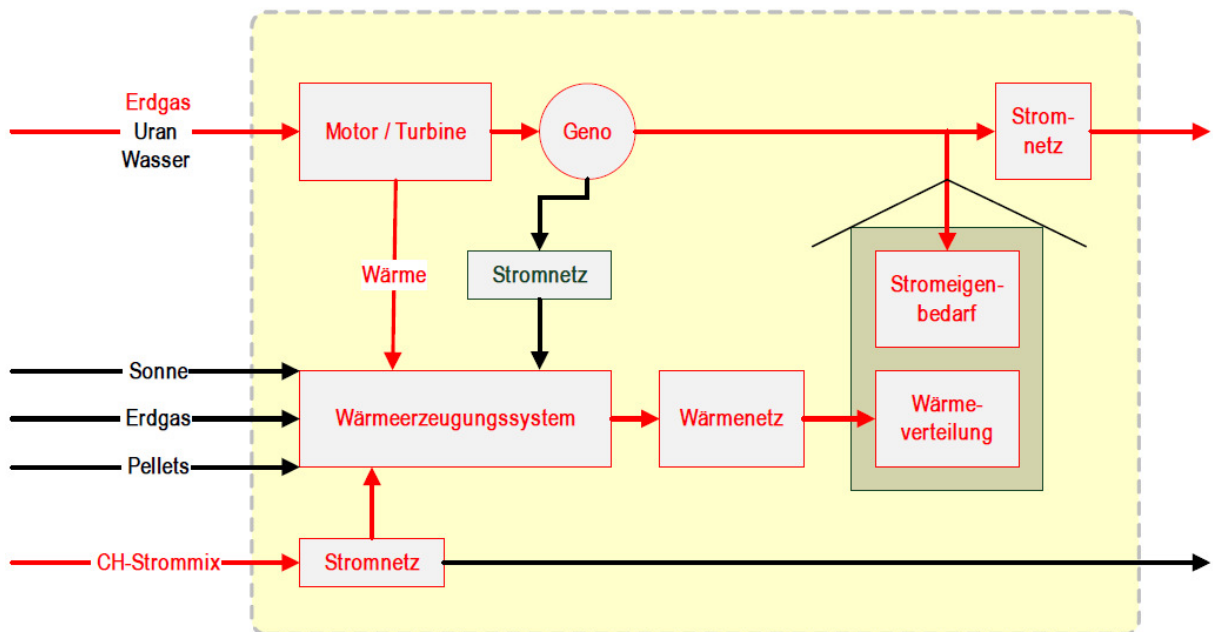 Erdgas
Uran
Wasser
Motor / Turbine
Geno
Strom-
netz
Wärme
Stromnetz
Stromeigen-
bedarf
Sonne
Erdgas
Pellets
Wärmeerzeugungssystem
Wärmenetz
Wärme-
verteilung
CH-Strommix
Stromnetz